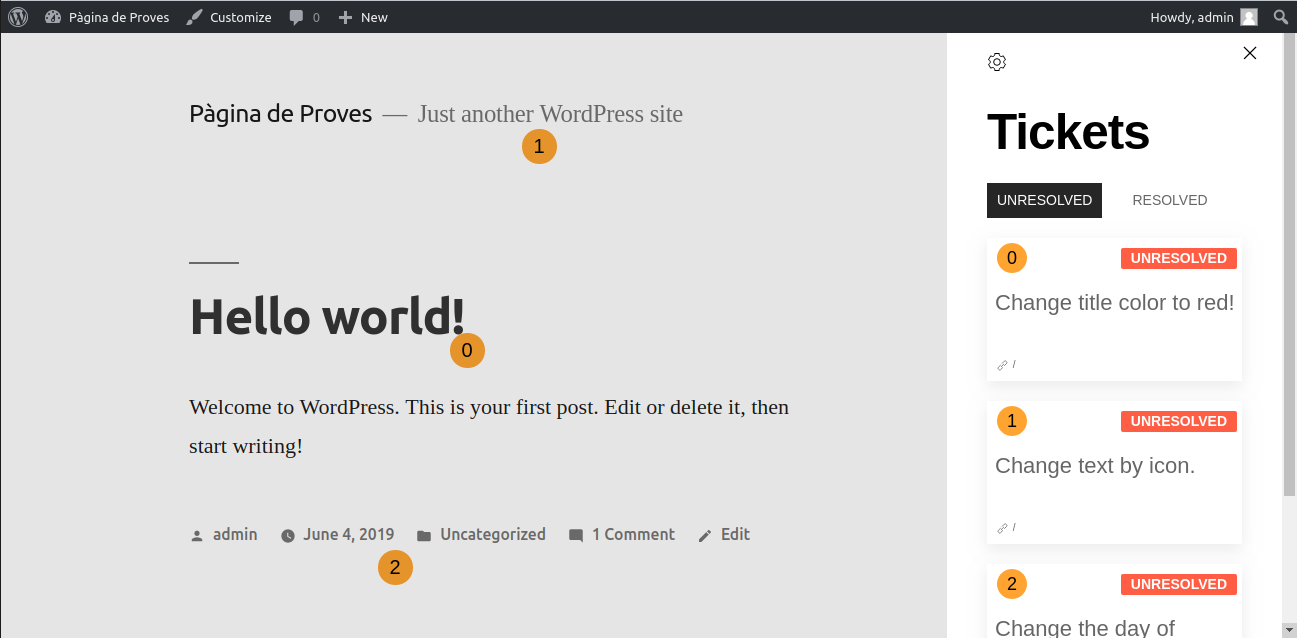 Pàgina de Proves Customize 0 New Howdy, admin
Pàgina de Proves — Just another WordPress site
1
Hello world!
0
Welcome to WordPress. This is your first post. Edit or delete it, then
start writing!
admin June 4, 2019 Uncategorized 1 Comment Edit
2
Tickets
UNRESOLVED RESOLVED
0 UNRESOLVED
Change title color to red!
/
1 UNRESOLVED
Change text by icon.
/
2 UNRESOLVED
Change the day of